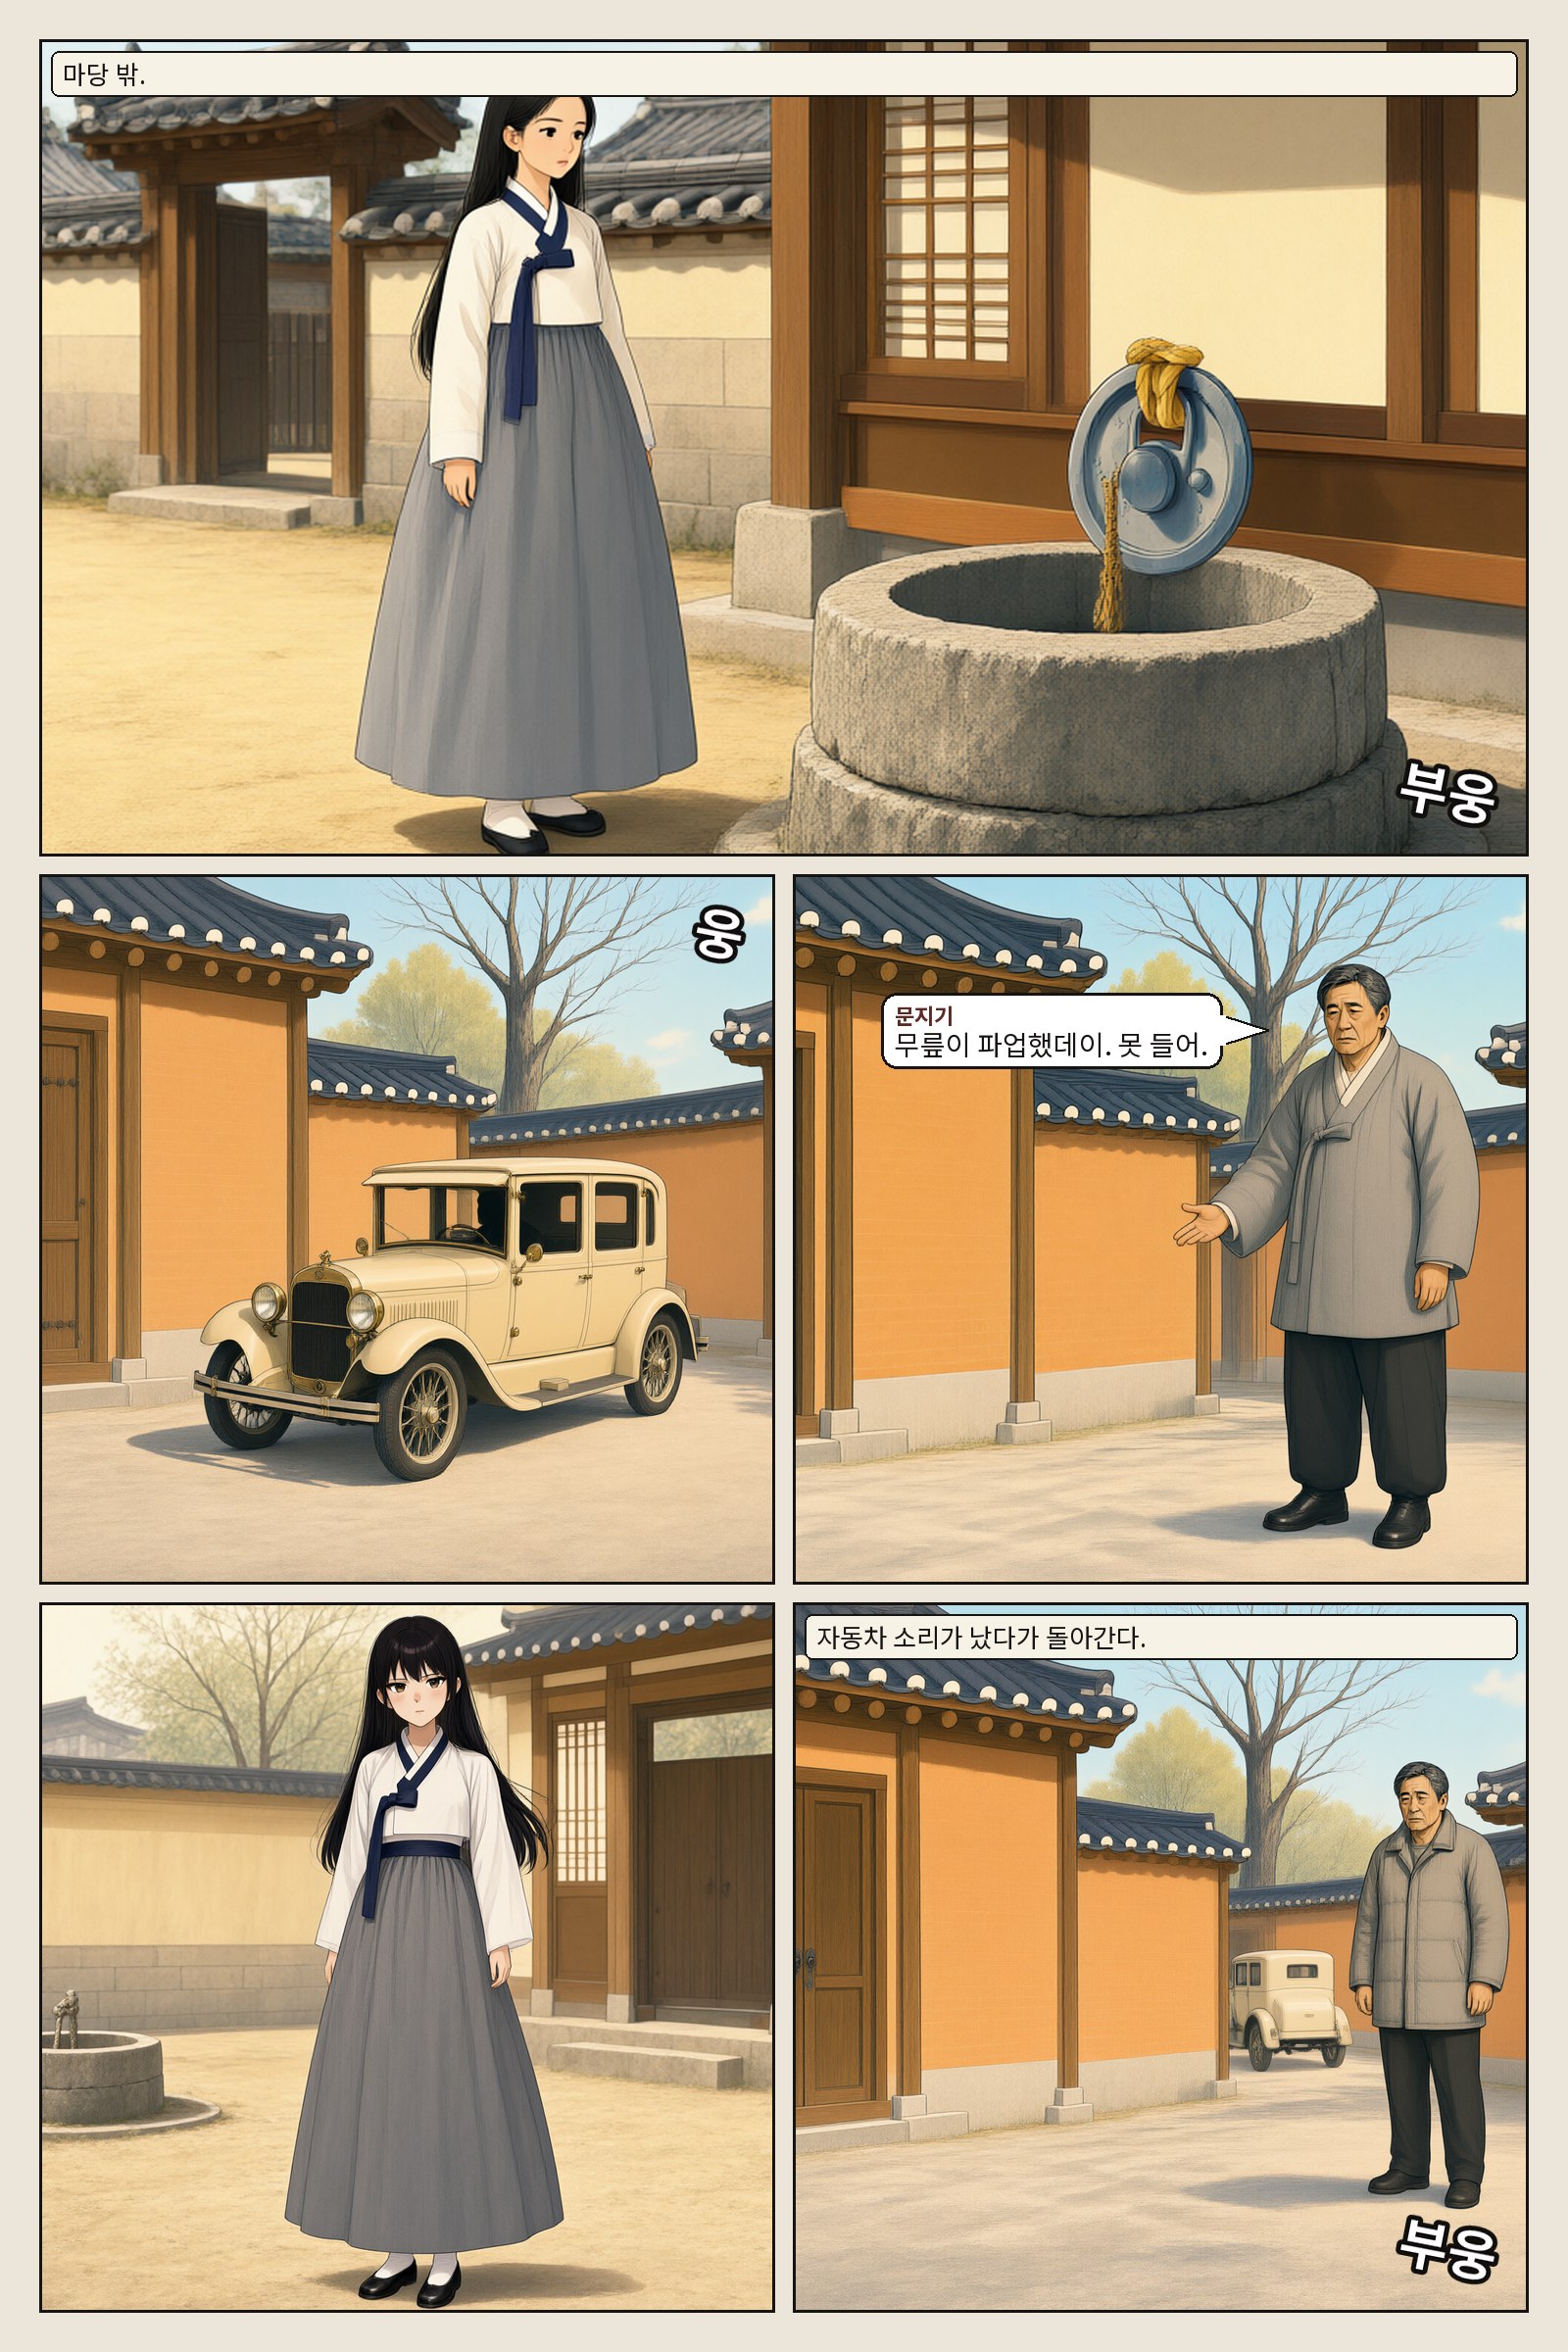 마당 밖.
부웅
웅
문지기
무릎이 파업했데이. 못 들어.
자동차 소리가 났다가 돌아간다.
부웅